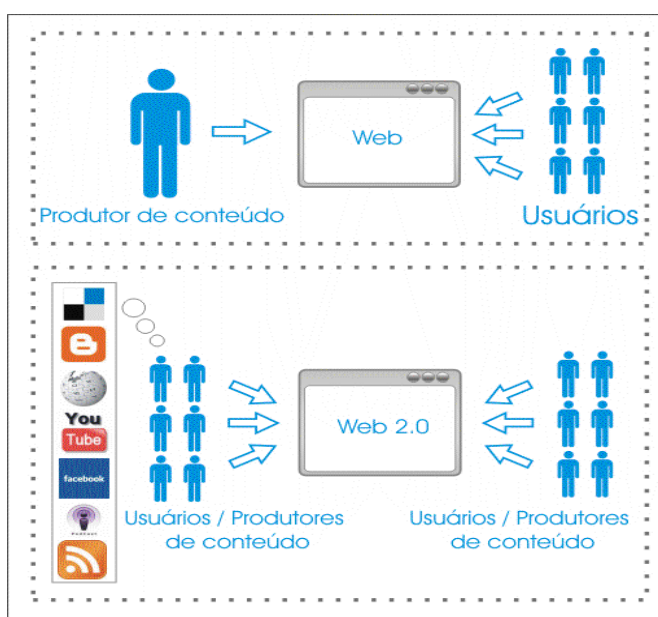 Web
Produtor de conteúdo
Usuários
You
Tube
facebook
PODCAST
Web 2.0
Usuários / Produtores
de conteúdo
Usuários / Produtores
de conteúdo